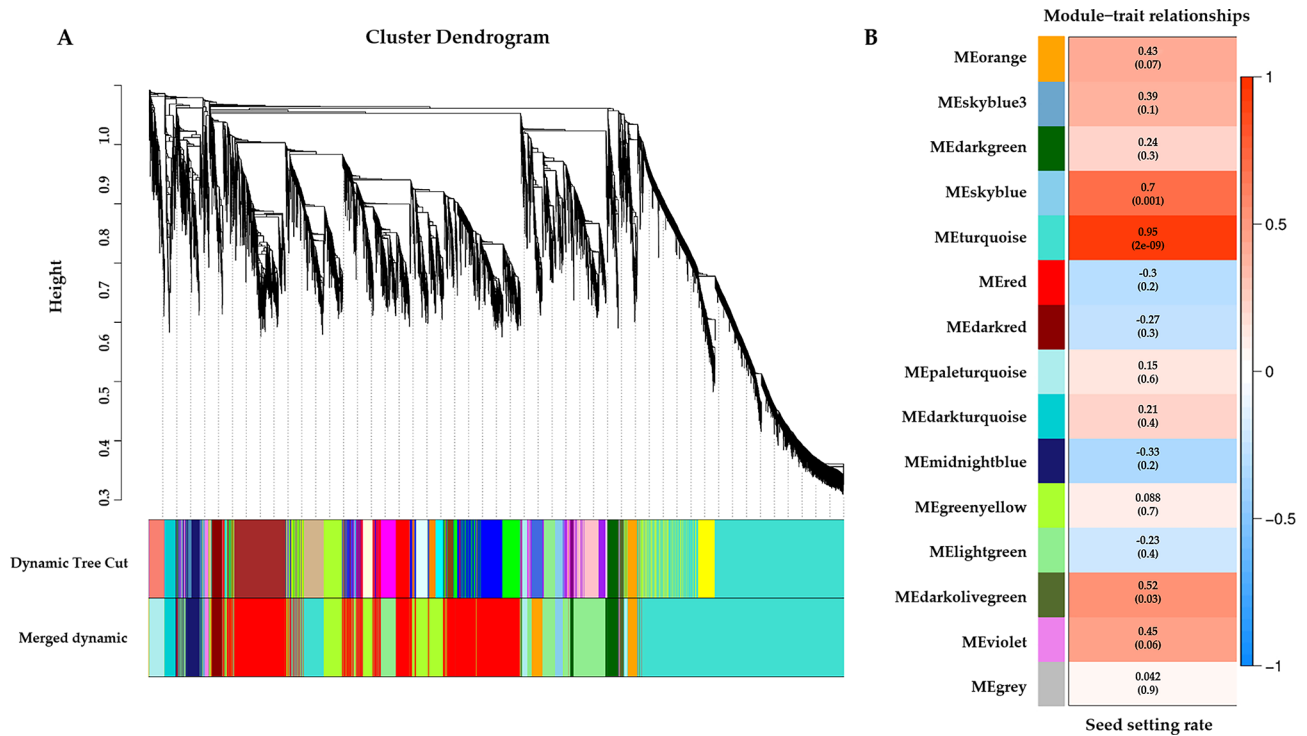 A
Cluster Dendrogram
Height
1.0
0.9
0.8
0.7
0.6
0.5
0.4
0.3
Dynamic Tree Cut
Merged dynamic
B
Module−trait relationships
MEorange
0.43
(0.07)
MEskyblue3
0.39
(0.1)
MEdarkgreen
0.24
(0.3)
MEskyblue
0.7
(0.001)
MEturquoise
0.95
(2e-09)
MEred
-0.3
(0.2)
MEdarkred
-0.27
(0.3)
MEpaleturquoise
0.15
(0.6)
MEdarkturquoise
0.21
(0.4)
MEmidnightblue
-0.33
(0.2)
MEgreenyellow
0.088
(0.7)
MElightgreen
-0.23
(0.4)
MEdarkolivegreen
0.52
(0.03)
MEviolet
0.45
(0.06)
MEgrey
0.042
(0.9)
Seed setting rate
1
0.5
0
−0.5
−1